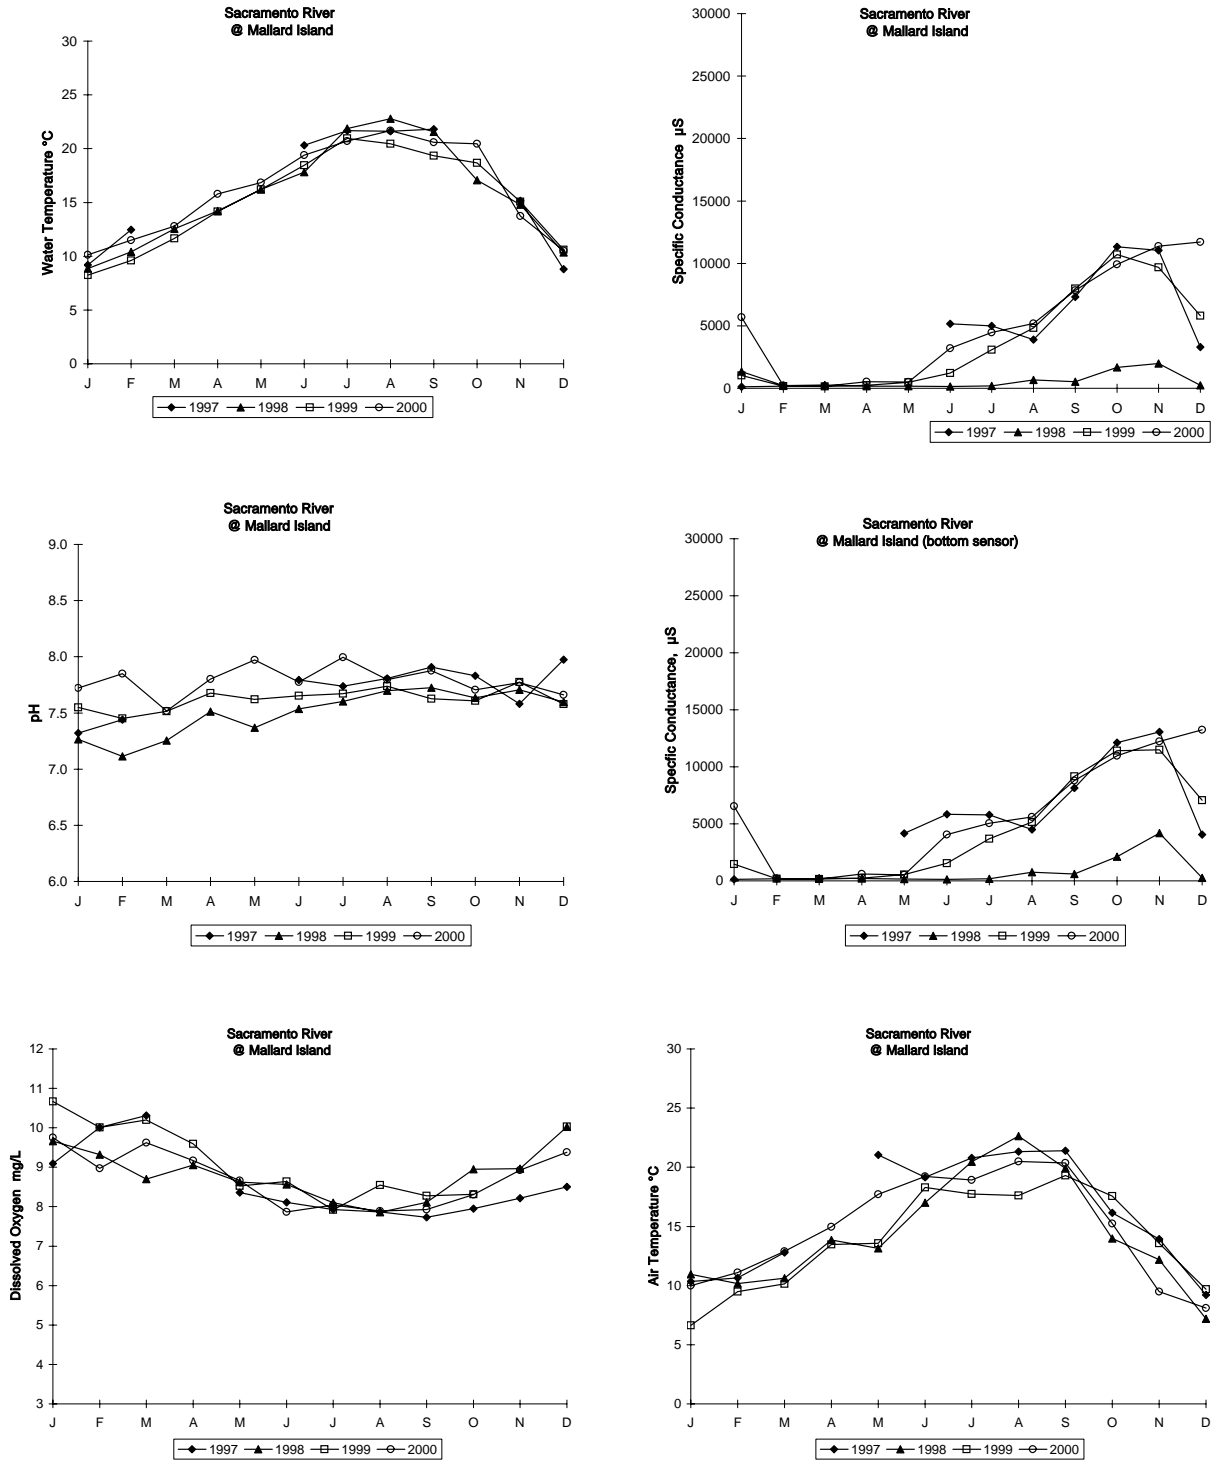 Sacramento River
@ Mallard Island
30
25
20
15
10
5
0
Water Temperature °C
J F M A M J J A S O N D
1997 1998 1999 2000
Sacramento River
@ Mallard Island
30000
25000
20000
15000
10000
5000
0
Specific Conductance µS
J F M A M J J A S O N D
1997 1998 1999 2000
Sacramento River
@ Mallard Island
9.0
8.5
8.0
7.5
7.0
6.5
6.0
pH
J F M A M J J A S O N D
1997 1998 1999 2000
Sacramento River
@ Mallard Island (bottom sensor)
30000
25000
20000
15000
10000
5000
0
Specfic Conductance, µS
J F M A M J J A S O N D
1997 1998 1999 2000
Sacramento River
@ Mallard Island
12
11
10
9
8
7
6
5
4
3
Dissolved Oxygen mg/L
J F M A M J J A S O N D
1997 1998 1999 2000
Sacramento River
@ Mallard Island
30
25
20
15
10
5
0
Air Temperature °C
J F M A M J J A S O N D
1997 1998 1999 2000